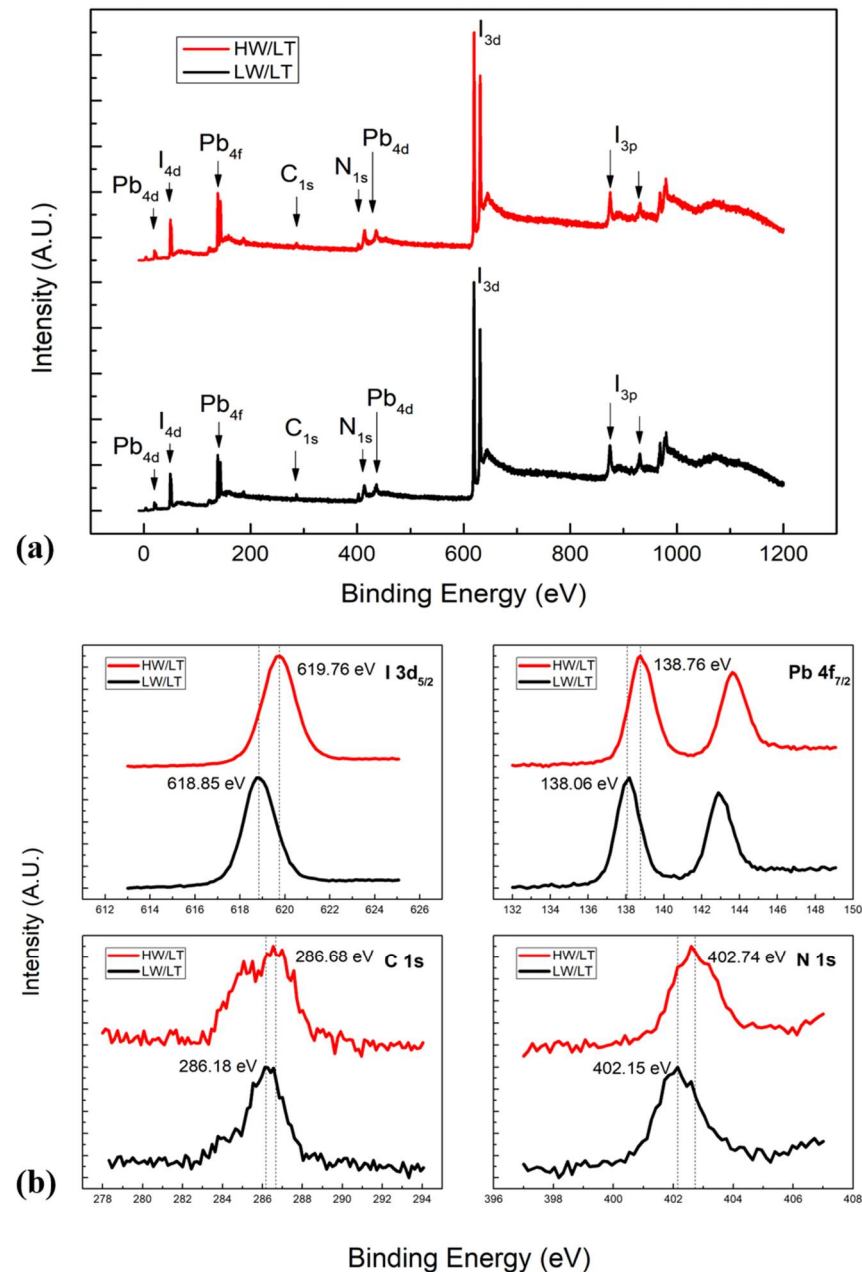 HW/LT
LW/LT
I3d
Pb4d
I4d
Pb4f
C1s
N1s
Pb4d
I3p
I3d
Pb4d
I4d
Pb4f
C1s
N1s
Pb4d
I3p
Intensity (A.U.)
0 200 400 600 800 1000 1200
Binding Energy (eV)
(a)
HW/LT
LW/LT
619.76 eV
I 3d5/2
618.85 eV
612 614 616 618 620 622 624 626
HW/LT
LW/LT
138.76 eV
Pb 4f7/2
138.06 eV
132 134 136 138 140 142 144 146 148 150
HW/LT
LW/LT
286.68 eV
C 1s
286.18 eV
278 280 282 284 286 288 290 292 294
HW/LT
LW/LT
402.74 eV
N 1s
402.15 eV
396 398 400 402 404 406 408
Intensity (A.U.)
(b)
Binding Energy (eV)